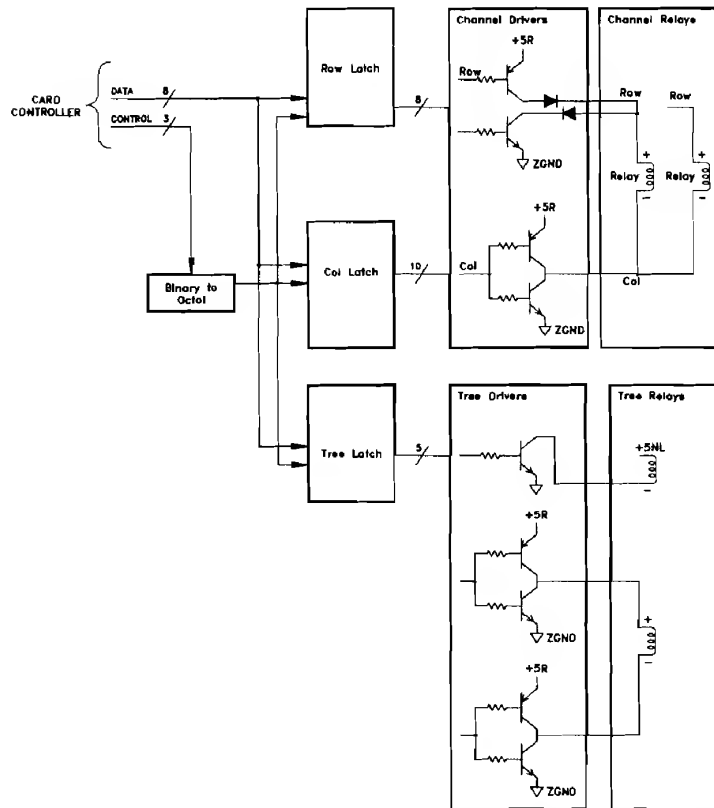 Channel Drivers
Channel Relays
Row Latch
+5R
Row
Row
Row
CARD
CONTROLLER
DATA
8
8
CONTROL
3
ZGND
+
+
Relay
Relay
-
-
+5R
Col Latch
10
Col
Col
Binary to
Octal
ZGND
Tree Drivers
Tree Relays
Tree Latch
5
+5NL
-
+5R
ZGND
+
-
+5R
ZGND